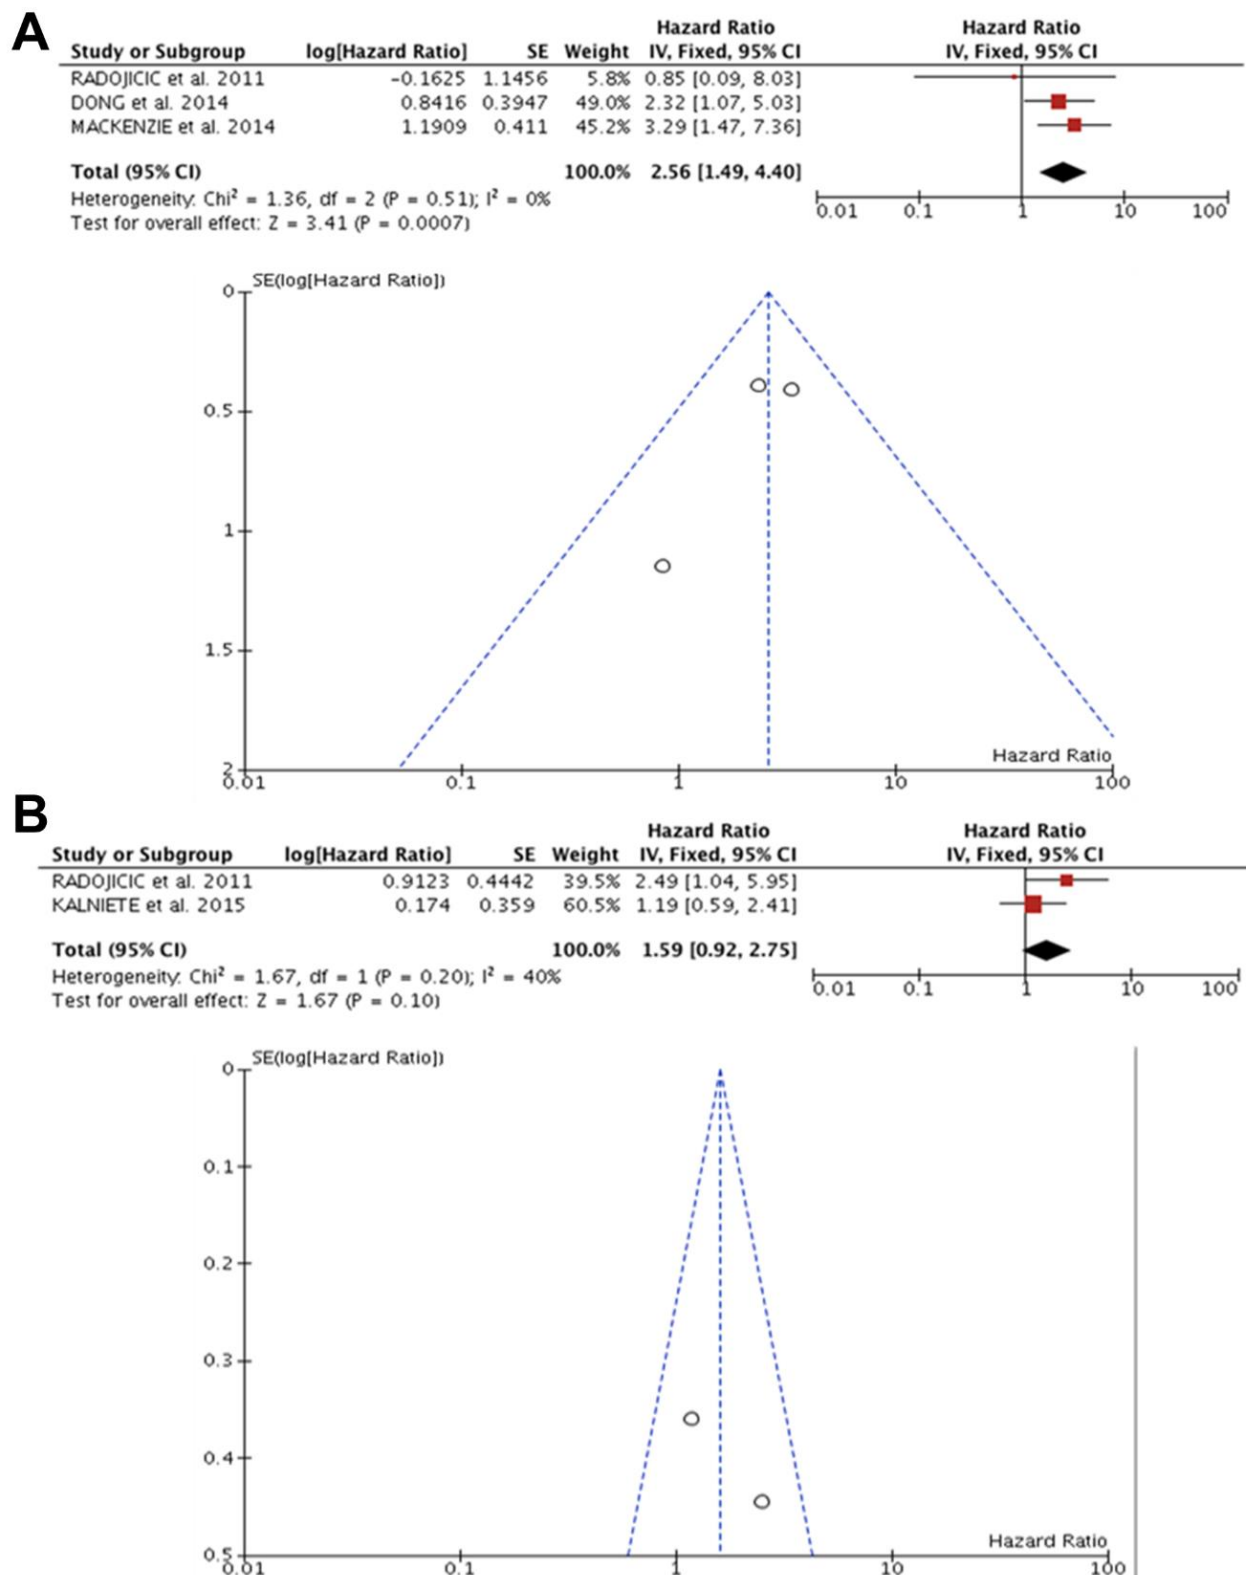 A
Hazard Ratio Hazard Ratio
Study or Subgroup log[Hazard Ratio] SE Weight IV, Fixed, 95% CI IV, Fixed, 95% CI
RADOJICIC et al. 2011 −0.1625 1.1456 5.8% 0.85 [0.09, 8.03]
DONG et al. 2014 0.8416 0.3947 49.0% 2.32 [1.07, 5.03]
MACKENZIE et al. 2014 1.1909 0.411 45.2% 3.29 [1.47, 7.36]
Total (95% CI) 100.0% 2.56 [1.49, 4.40]
Heterogeneity: Chi² = 1.36, df = 2 (P = 0.51); I² = 0%
0.01 0.1 1 10 100
Test for overall effect: Z = 3.41 (P = 0.0007)
SE(log[Hazard Ratio])
0
0.5
1
1.5
Hazard Ratio
2
0.01 0.1 1 10 100
B
Hazard Ratio Hazard Ratio
Study or Subgroup log[Hazard Ratio] SE Weight IV, Fixed, 95% CI IV, Fixed, 95% CI
RADOJICIC et al. 2011 0.9123 0.4442 39.5% 2.49 [1.04, 5.95]
KALNIETE et al. 2015 0.174 0.359 60.5% 1.19 [0.59, 2.41]
Total (95% CI) 100.0% 1.59 [0.92, 2.75]
Heterogeneity: Chi² = 1.67, df = 1 (P = 0.20); I² = 40%
0.01 0.1 1 10 100
Test for overall effect: Z = 1.67 (P = 0.10)
SE(log[Hazard Ratio])
0
0.1
0.2
0.3
0.4
Hazard Ratio
0.5
0.01 0.1 1 10 100